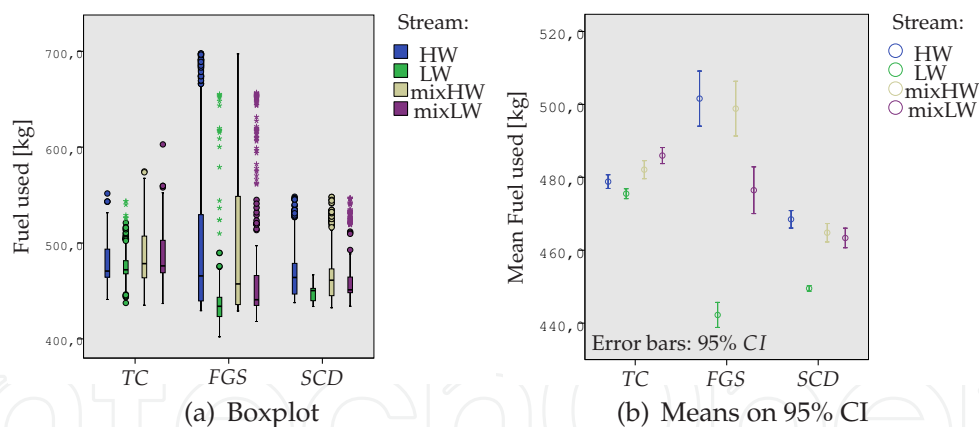 Stream:
HW
LW
mixHW
mixLW
Fuel used [kg]
700,0
600,0
500,0
400,0
TC
FGS
SCD
(a) Boxplot
Stream:
HW
LW
mixHW
mixLW
Mean Fuel used [kg]
520,0
500,0
480,0
460,0
440,0
Error bars: 95% CI
TC
FGS
SCD
(b) Means on 95% CI